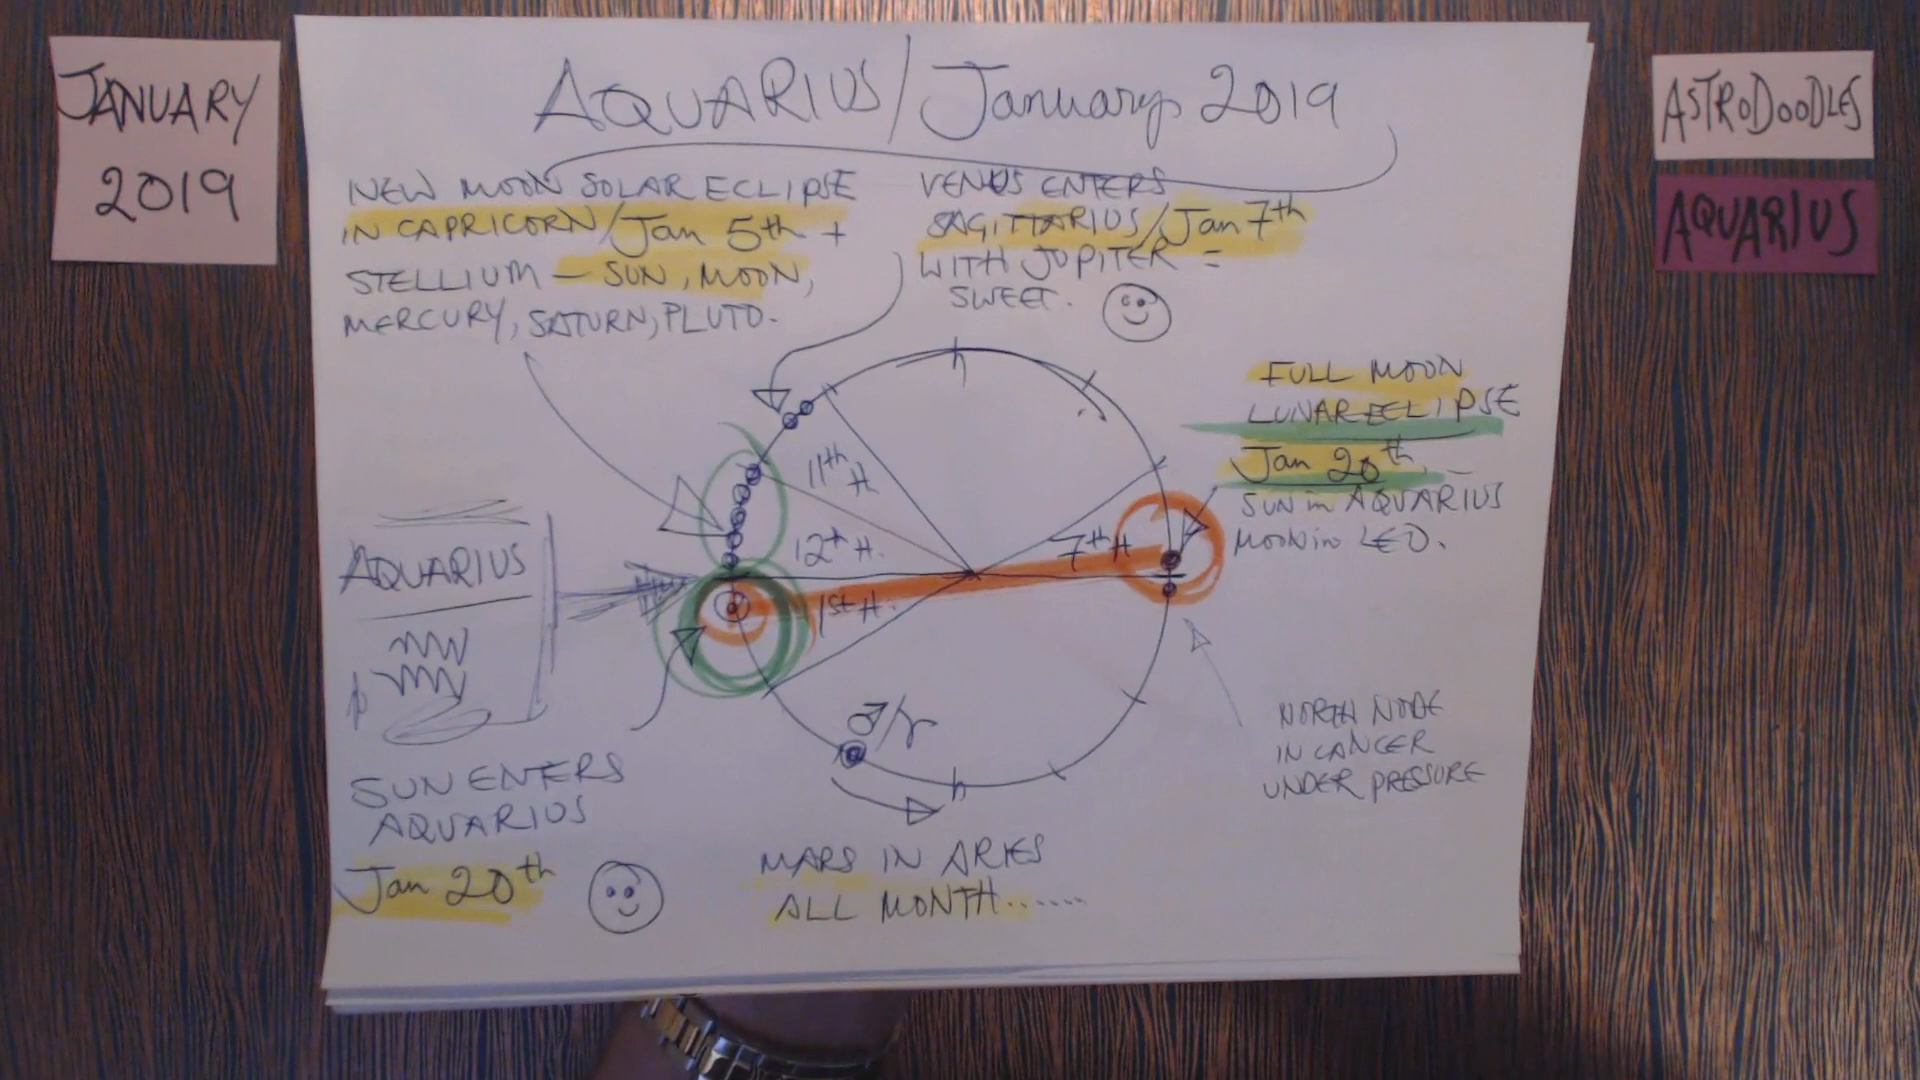 JANUARY
2019
AQUARIUS/January 2019
ASTRODOODLES
AQUARIUS
NEW MOON SOLAR ECLIPSE
IN CAPRICORN/Jan 5th +
STELLIUM - SUN, MOON,
MERCURY, SATURN, PLUTO.
VENUS ENTERS
SAGITTARIUS/Jan 7th
WITH JUPITER =
SWEET.
FULL MOON
LUNAR ECLIPSE
Jan 20th, -
SUN in AQUARIUS
MOON in LEO.
11th H
12th H.
7th H
1st H.
AQUARIUS
♂/♈
NORTH NODE
IN CANCER
UNDER PRESSURE
SUN ENTERS
AQUARIUS
Jan 20th
MARS IN ARIES
ALL MONTH......